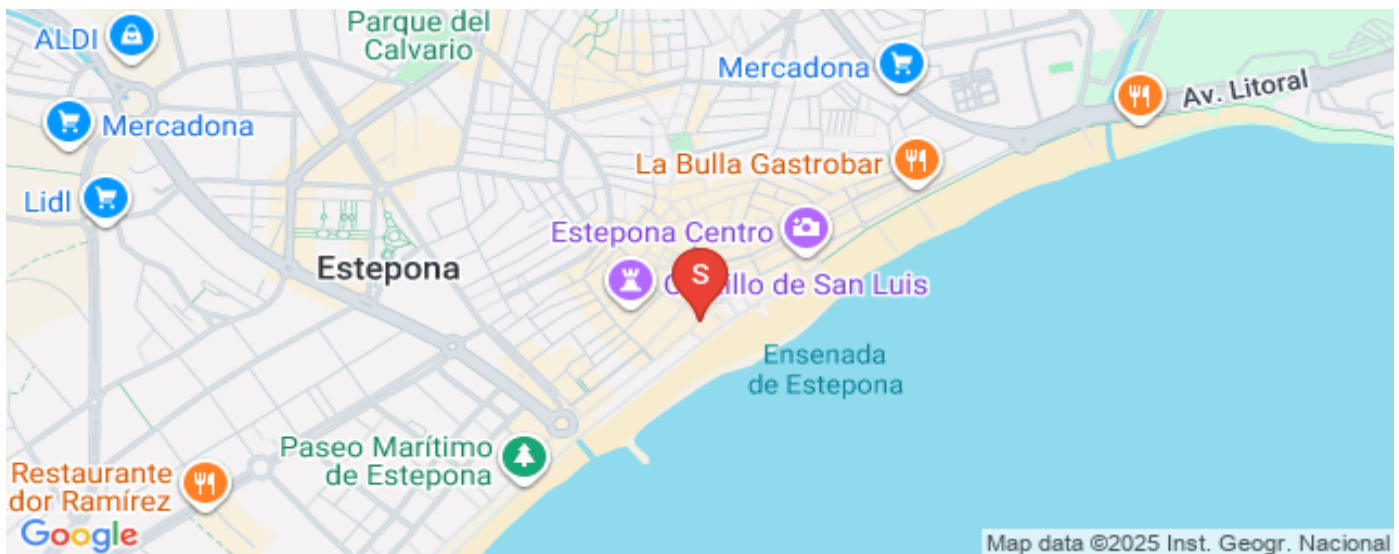 Parque del
Calvario
ALDI
Mercadona
Mercadona
Av. Litoral
La Bulla Gastrobar
Lidl
Estepona Centro
Estepona
S
illo de San Luis
Ensenada
de Estepona
Paseo Marítimo
de Estepona
Restaurante
dor Ramírez
Google
Map data ©2025 Inst. Geogr. Nacional